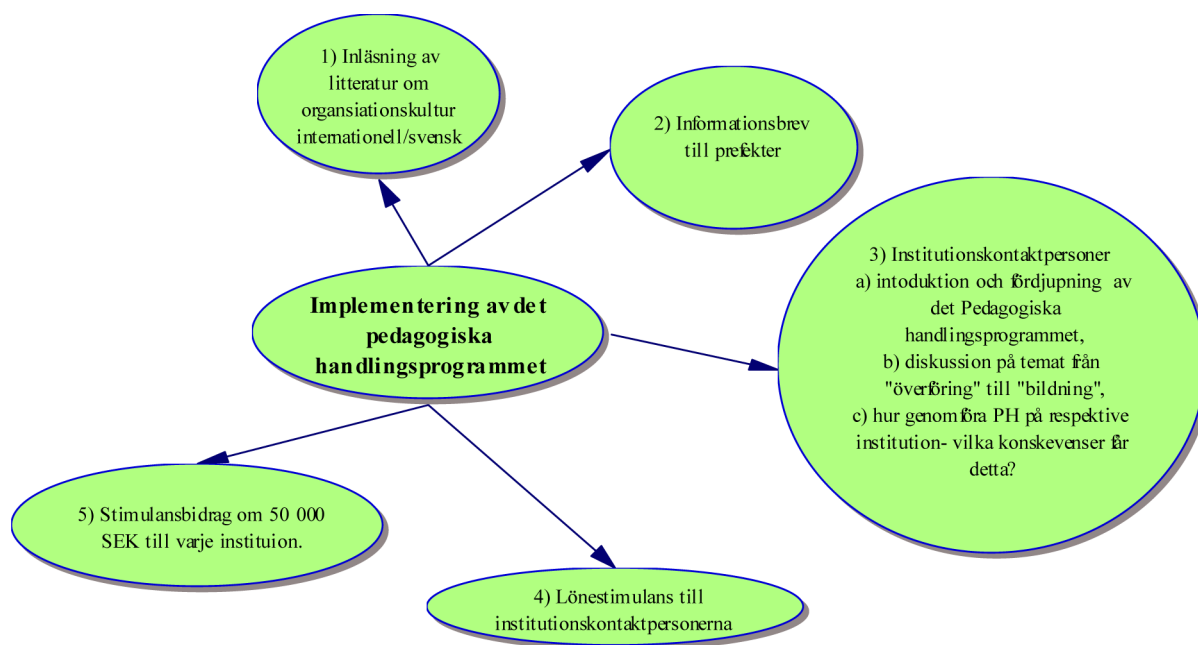 1) Inläsning av
litteratur om
organsiationskultur
internationell/svensk
2) Informationsbrev
till prefekter
3) Institutionskontaktpersoner
a) intoduktion och fördjupning av
det Pedagogiska
handlingsprogrammet,
b) diskussion på temat från
"överföring" till "bildning",
c) hur genomföra PH på respektive
institution- vilka konskevenser får
detta?
Implementering av det
pedagogiska
handlingsprogrammet
5) Stimulansbidrag om 50 000
SEK till varje instituion.
4) Lönestimulans till
institutionskontaktpersonerna